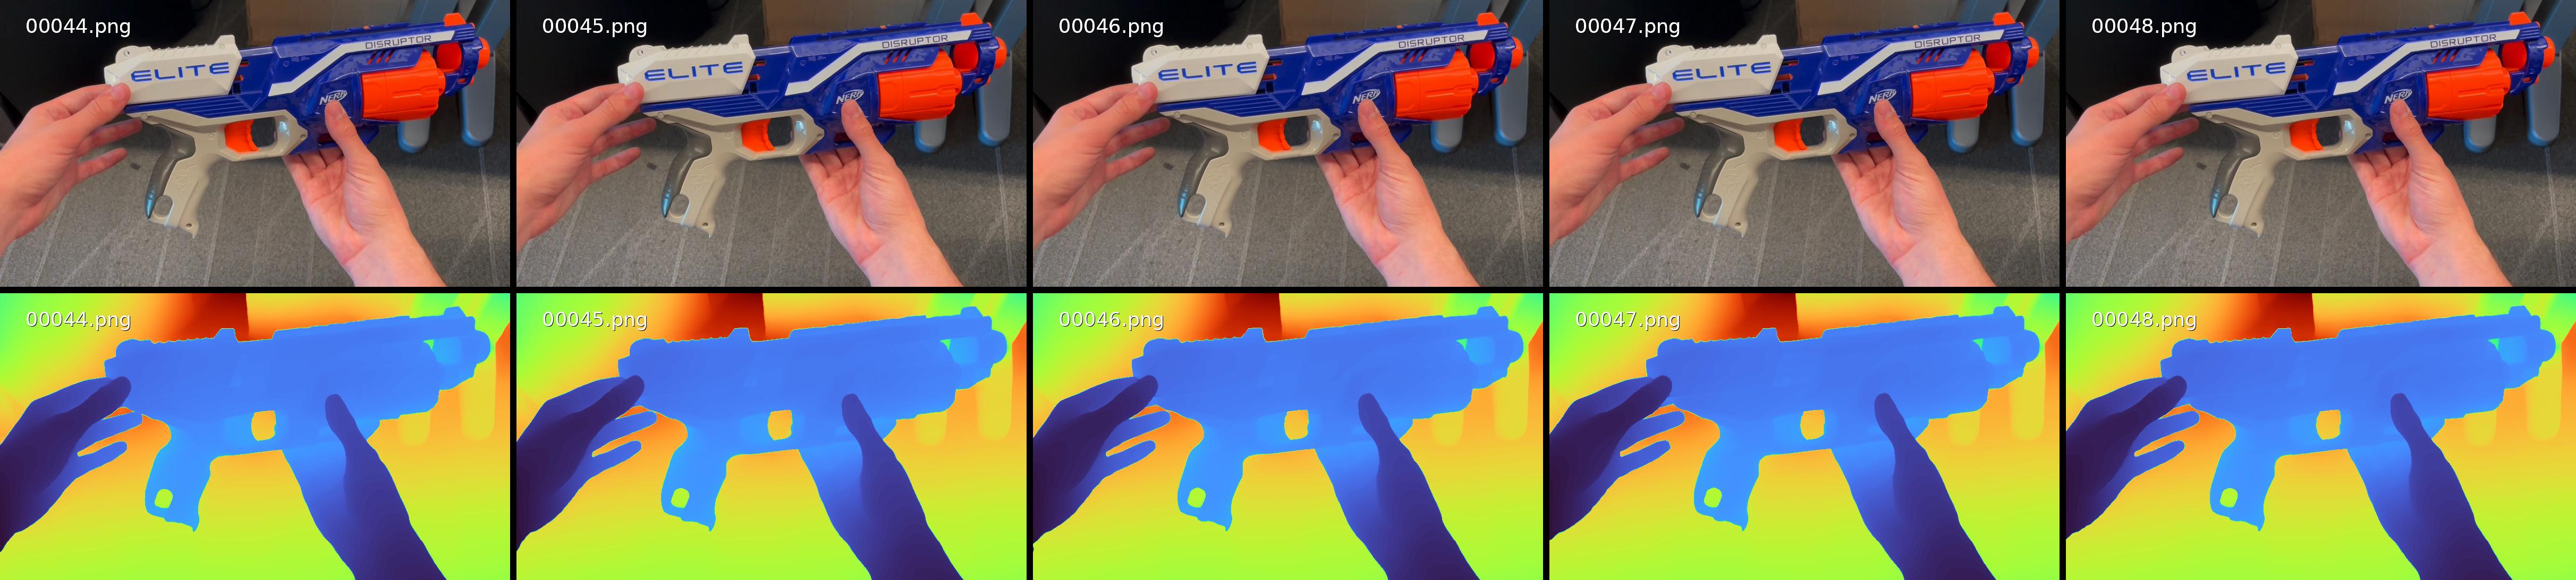 00044.png
00045.png
00046.png
00047.png
00048.png
DISRUPTOR
DISRUPTOR
DISRUPTOR
DISRUPTOR
DISRUPTOR
ELITE
ELITE
ELITE
ELITE
ELITE
NERF
NERF
NERF
NERF
NERF
00044.png
00045.png
00046.png
00047.png
00048.png